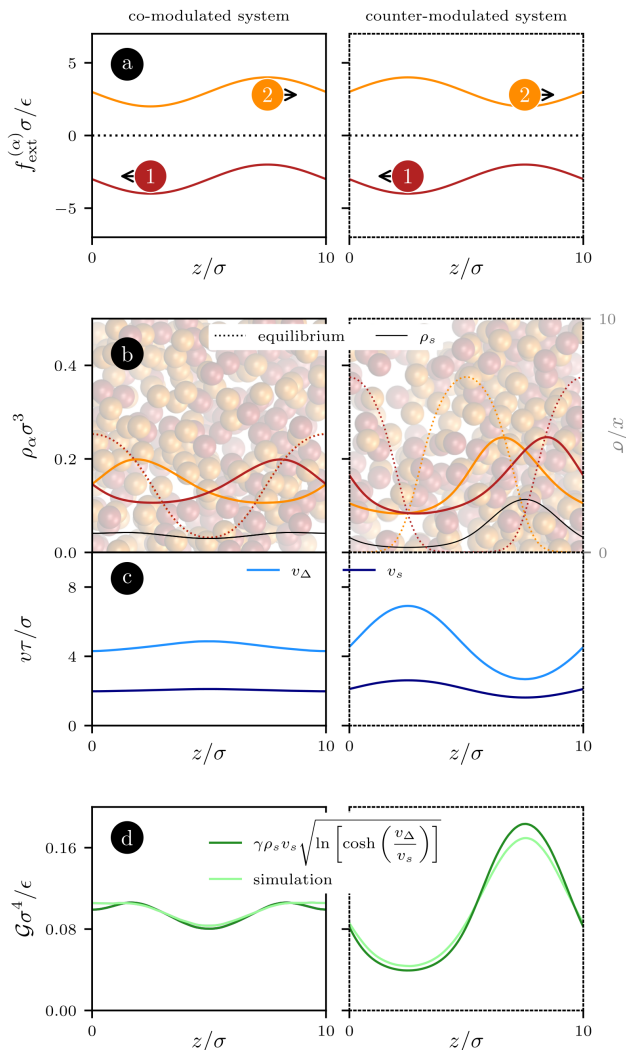 co-modulated system
counter-modulated system
a
5
0
−5
f_ext^(α) σ/ϵ
2
1
2
1
0
10
z/σ
0
10
z/σ
b
equilibrium
ρ_s
0.4
0.2
0.0
ρ_α σ³
10
0
x/σ
c
v_Δ
v_s
8
4
0
vτ/σ
0
10
z/σ
0
10
z/σ
d
γρ_s v_s √ln [cosh (v_Δ/v_s)]
simulation
0.16
0.08
0.00
𝒢σ⁴/ϵ
0
10
z/σ
0
10
z/σ